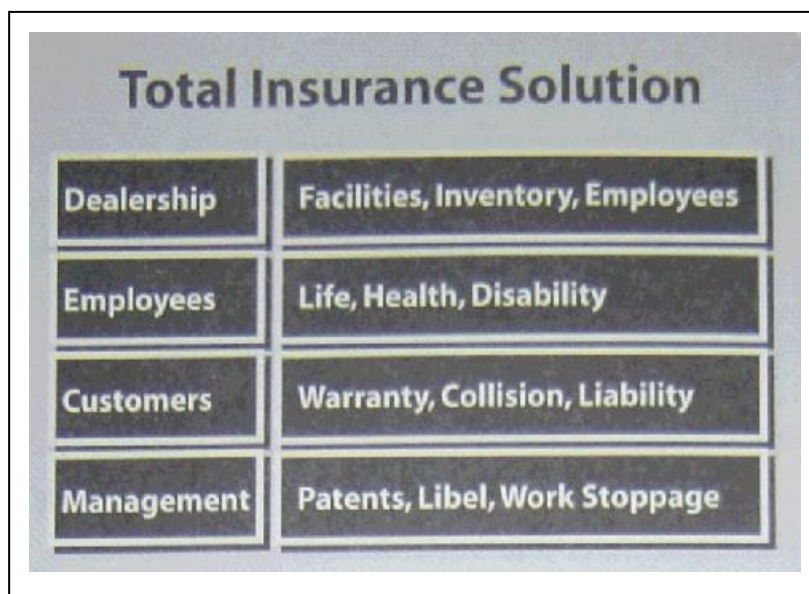 Total Insurance Solution
Dealership Facilities, Inventory, Employees
Employees Life, Health, Disability
Customers Warranty, Collision, Liability
Management Patents, Libel, Work Stoppage